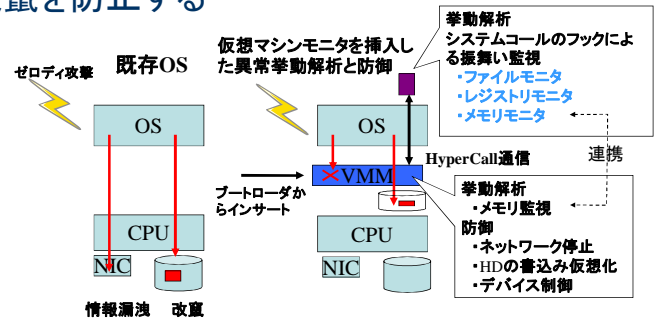 改竄を防止する
ゼロディ攻撃
既存OS
OS
CPU
NIC
情報漏洩
改竄
仮想マシンモニタを挿入し
た異常挙動解析と防御
OS
HyperCall通信
VMM
ブートローダか
らインサート
CPU
NIC
挙動解析
システムコールのフックによ
る振舞い監視
・ファイルモニタ
・レジストリモニタ
・メモリモニタ
連携
挙動解析
・メモリ監視
防御
・ネットワーク停止
・HDの書込み仮想化
・デバイス制御